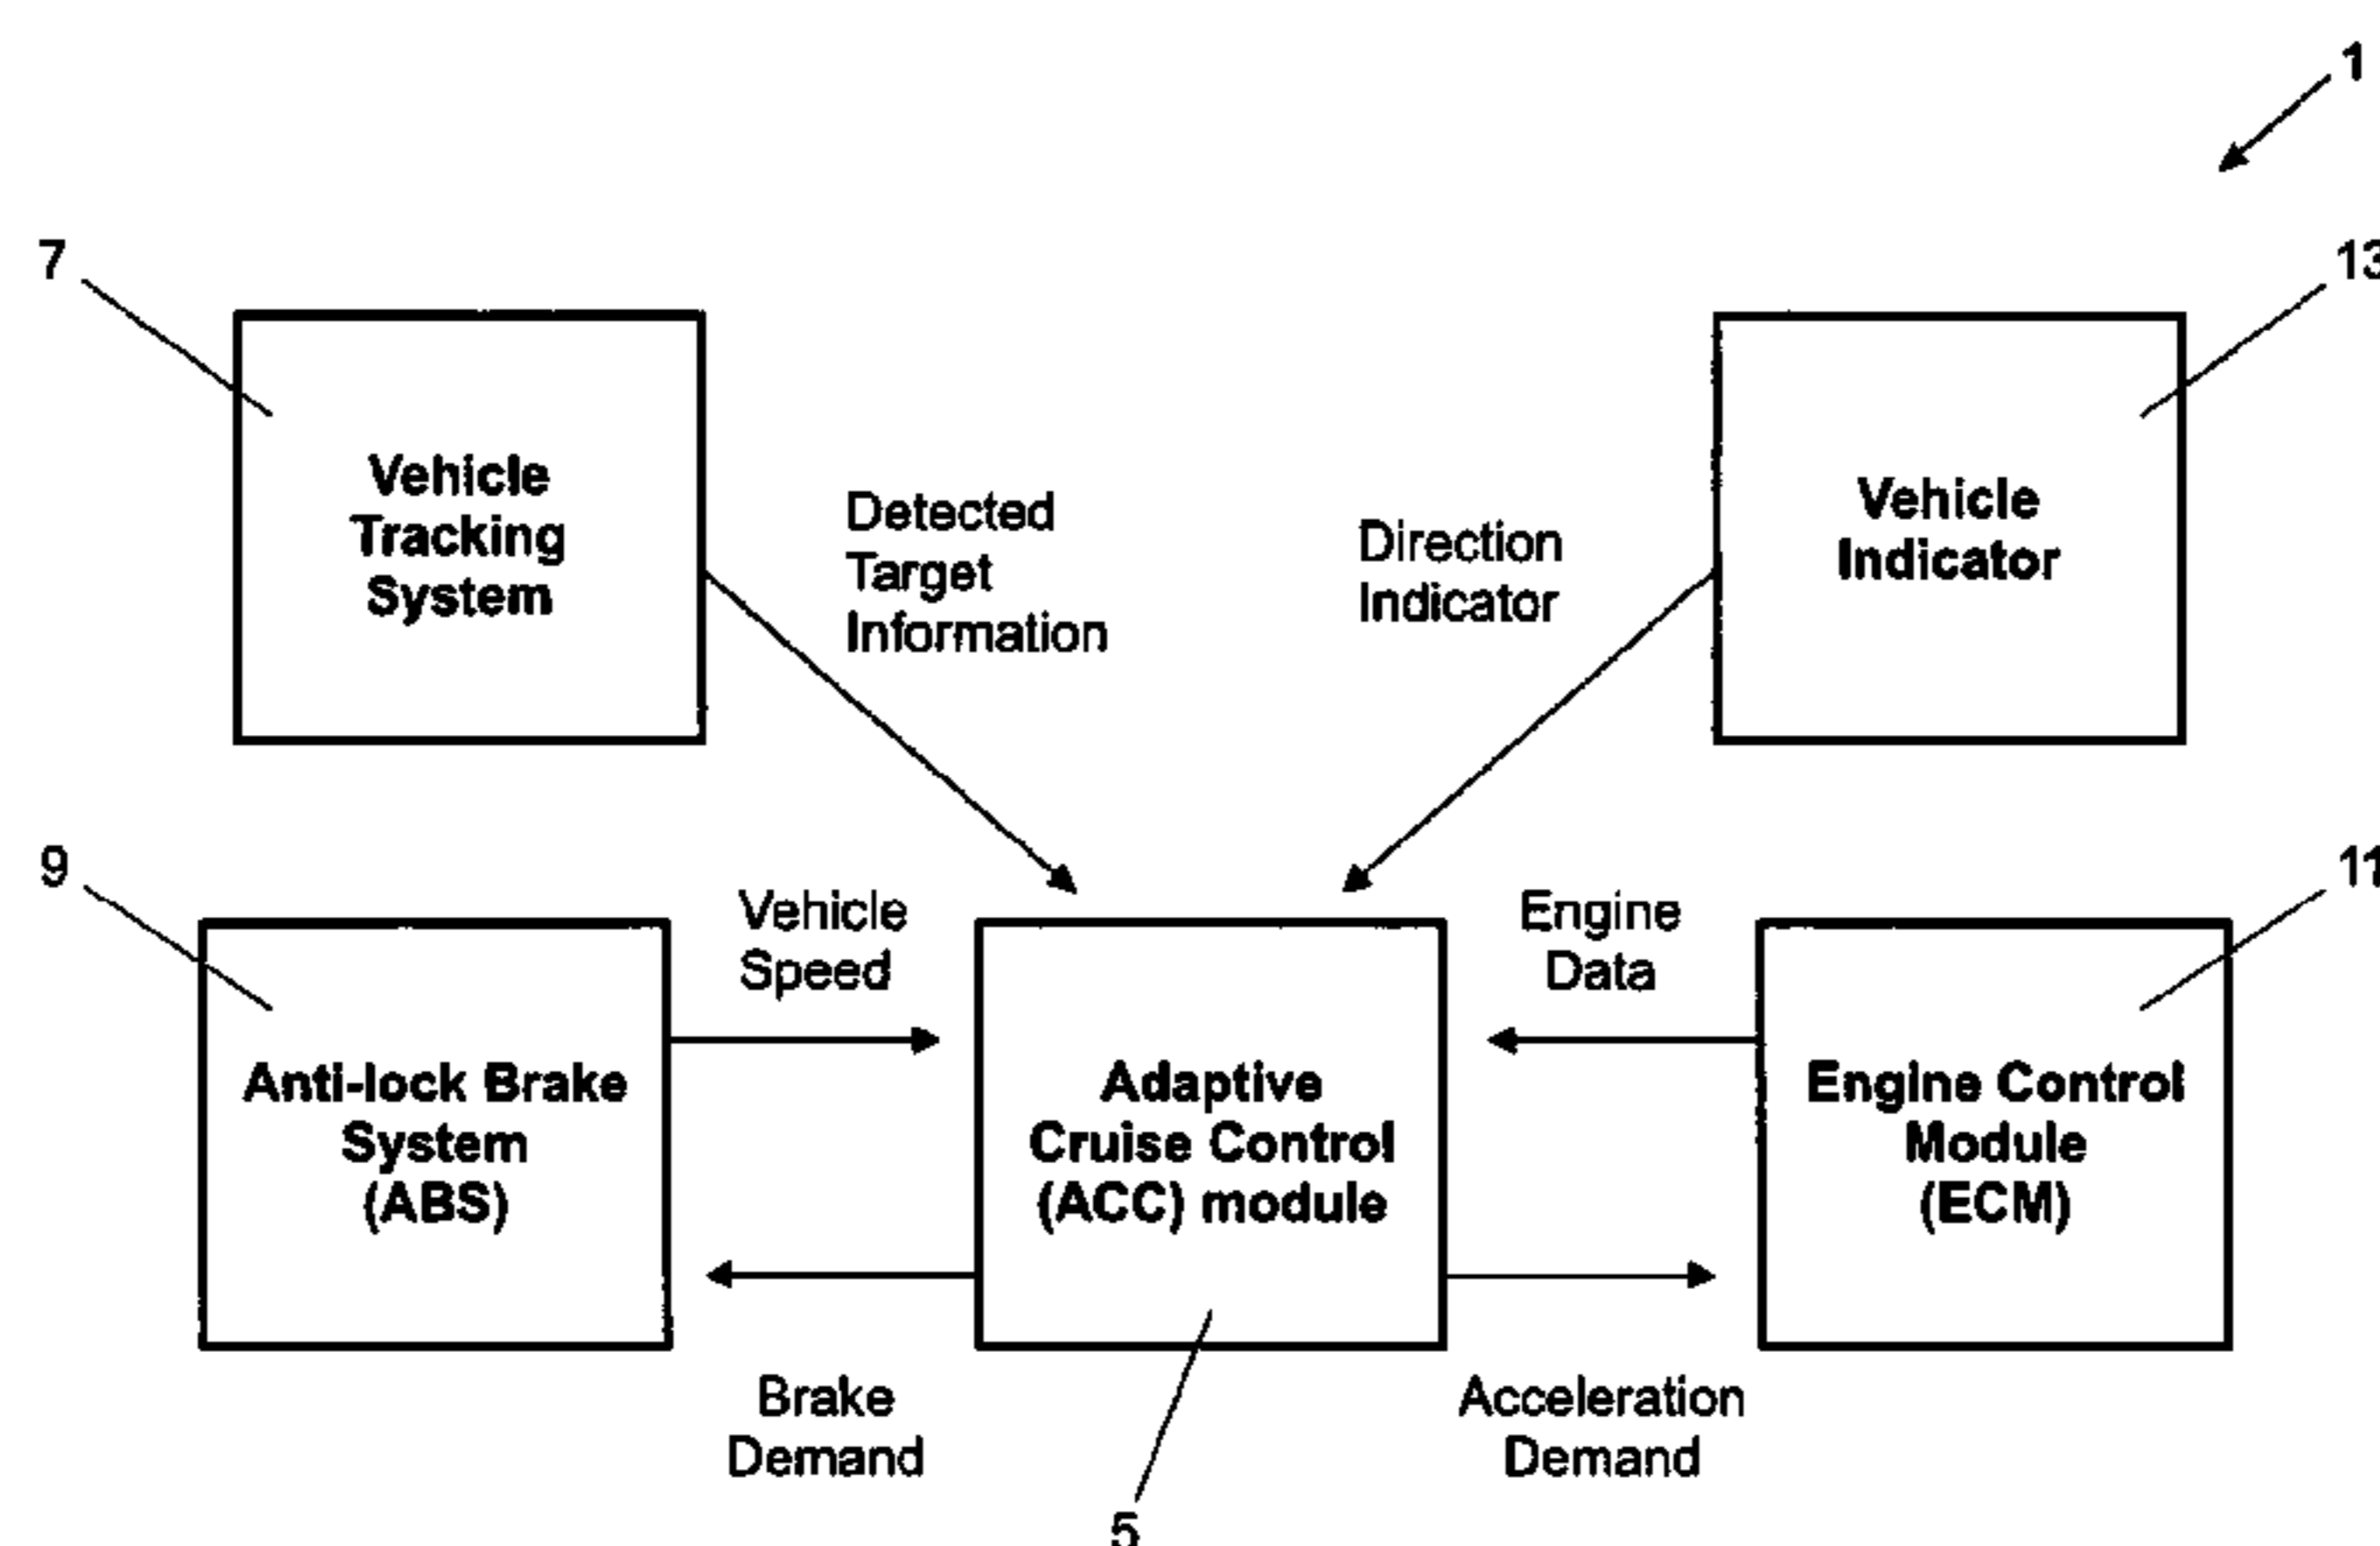 1
7
13
Vehicle
Tracking
System
Detected
Target
Information
Direction
Indicator
Vehicle
Indicator
9
11
Vehicle
Speed
Engine
Data
Anti-lock Brake
System
(ABS)
Adaptive
Cruise Control
(ACC) module
Engine Control
Module
(ECM)
Brake
Demand
Acceleration
Demand
5